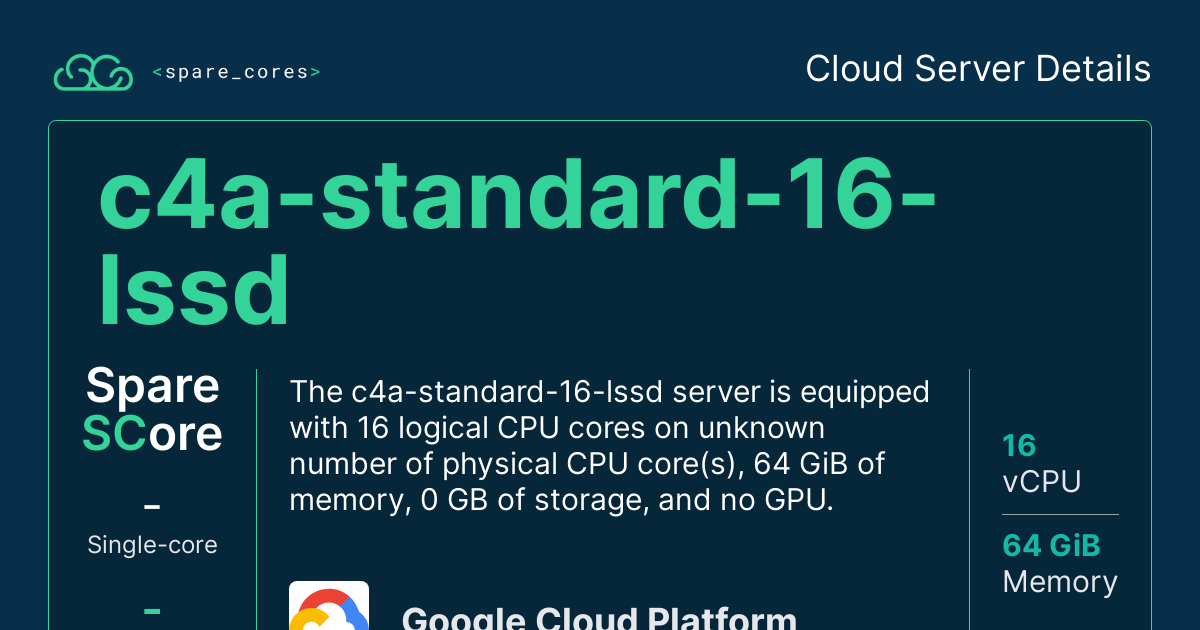 <spare_cores>
Cloud Server Details
c4a-standard-16-
lssd
Spare
SCore
-
Single-core
-
The c4a-standard-16-lssd server is equipped
with 16 logical CPU cores on unknown
number of physical CPU core(s), 64 GiB of
memory, 0 GB of storage, and no GPU.
Google Cloud Platform
16
vCPU
64 GiB
Memory